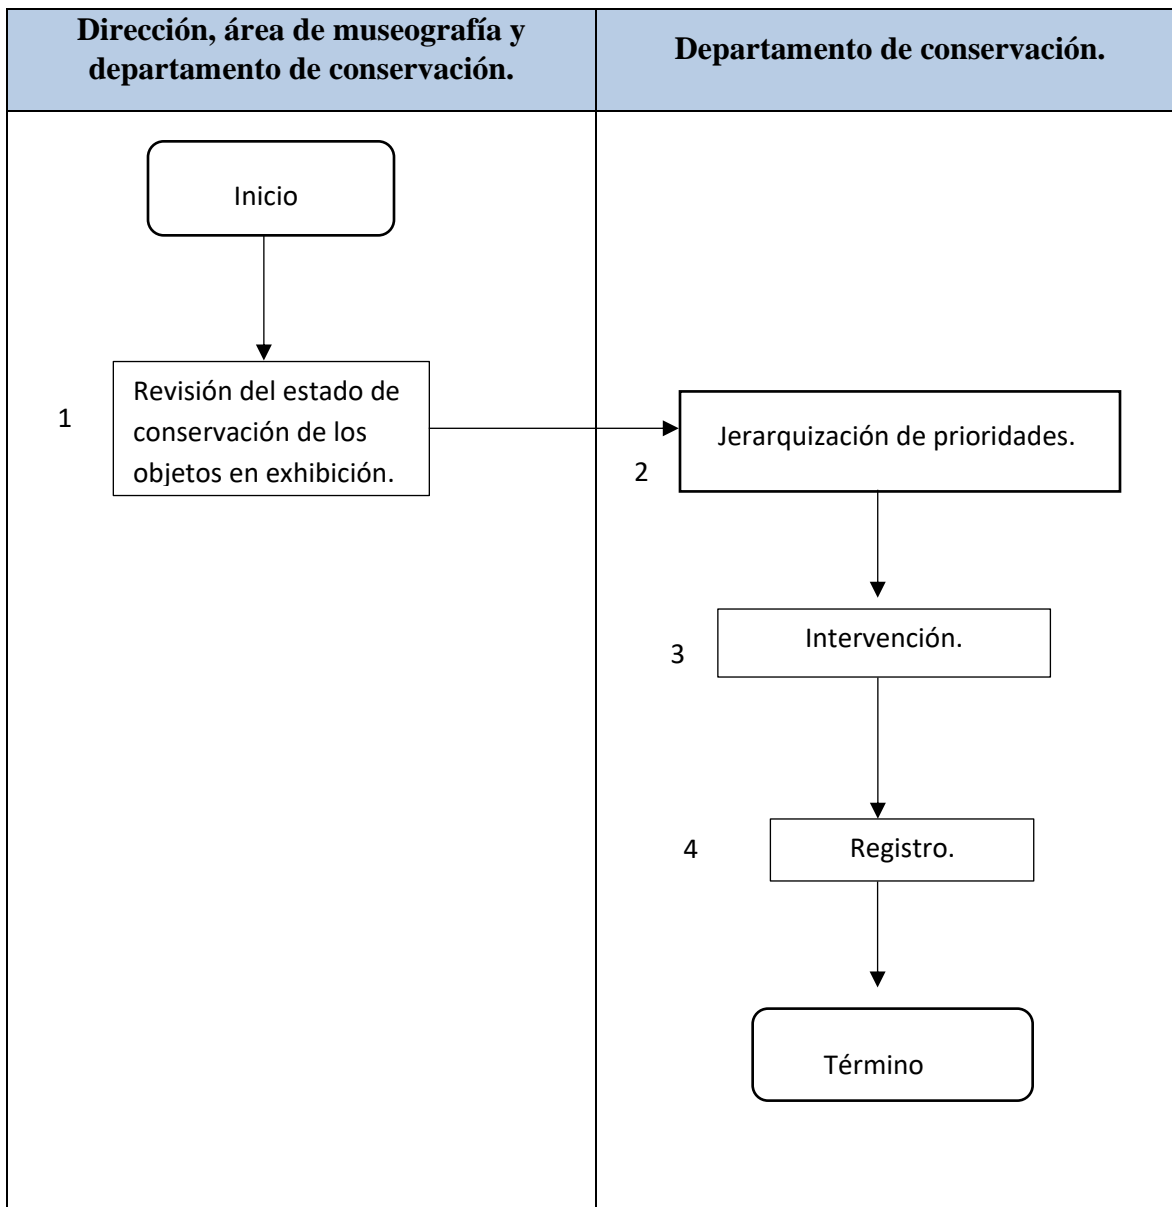 Dirección, área de museografía y
departamento de conservación.
Departamento de conservación.
Inicio
1
Revisión del estado de
conservación de los
objetos en exhibición.
Jerarquización de prioridades.
2
Intervención.
3
Registro.
4
Término